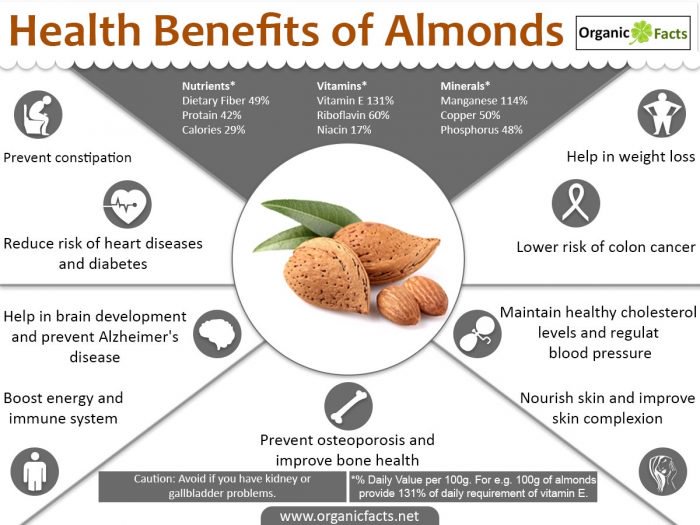 Health Benefits of Almonds
Organic Facts
Nutrients*
Dietary Fiber 49%
Protein 42%
Calories 29%
Vitamins*
Vitamin E 131%
Riboflavin 60%
Niacin 17%
Minerals*
Manganese 114%
Copper 50%
Phosphorus 48%
Prevent constipation
Help in weight loss
Reduce risk of heart diseases
and diabetes
Lower risk of colon cancer
Help in brain development
and prevent Alzheimer's
disease
Maintain healthy cholesterol
levels and regulat
blood pressure
Boost energy and
immune system
Nourish skin and improve
skin complexion
Prevent osteoporosis and
improve bone health
Caution: Avoid if you have kidney or
gallbladder problems.
*% Daily Value per 100g. For e.g. 100g of almonds
provide 131% of daily requirement of vitamin E.
www.organicfacts.net